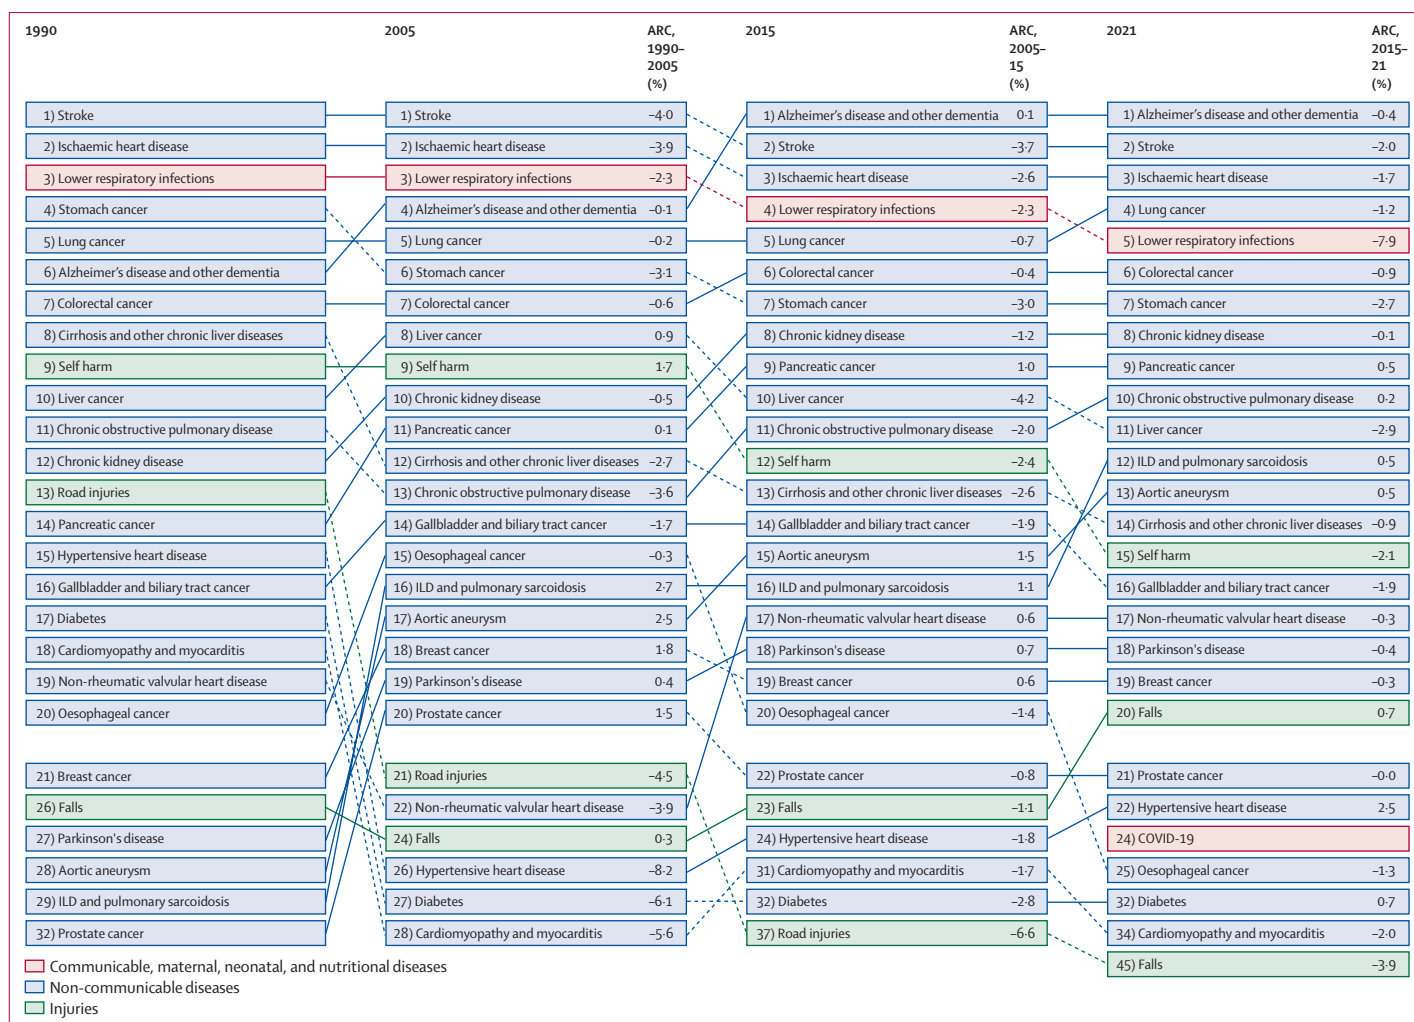 1990 2005 ARC, 1990–2005 (%) 2015 ARC, 2005–15 (%) 2021 ARC, 2015–21 (%)
1) Stroke 1) Stroke –4·0 1) Alzheimer's disease and other dementia 0·1 1) Alzheimer's disease and other dementia –0·4
2) Ischaemic heart disease 2) Ischaemic heart disease –3·9 2) Stroke –3·7 2) Stroke –2·0
3) Lower respiratory infections 3) Lower respiratory infections –2·3 3) Ischaemic heart disease –2·6 3) Ischaemic heart disease –1·7
4) Stomach cancer 4) Alzheimer's disease and other dementia –0·1 4) Lower respiratory infections –2·3 4) Lung cancer –1·2
5) Lung cancer 5) Lung cancer –0·2 5) Lung cancer –0·7 5) Lower respiratory infections –7·9
6) Alzheimer's disease and other dementia 6) Stomach cancer –3·1 6) Colorectal cancer –0·4 6) Colorectal cancer –0·9
7) Colorectal cancer 7) Colorectal cancer –0·6 7) Stomach cancer –3·0 7) Stomach cancer –2·7
8) Cirrhosis and other chronic liver diseases 8) Liver cancer 0·9 8) Chronic kidney disease –1·2 8) Chronic kidney disease –0·1
9) Self harm 9) Self harm 1·7 9) Pancreatic cancer 1·0 9) Pancreatic cancer 0·5
10) Liver cancer 10) Chronic kidney disease –0·5 10) Liver cancer –4·2 10) Chronic obstructive pulmonary disease 0·2
11) Chronic obstructive pulmonary disease 11) Pancreatic cancer 0·1 11) Chronic obstructive pulmonary disease –2·0 11) Liver cancer –2·9
12) Chronic kidney disease 12) Cirrhosis and other chronic liver diseases –2·7 12) Self harm –2·4 12) ILD and pulmonary sarcoidosis 0·5
13) Road injuries 13) Chronic obstructive pulmonary disease –3·6 13) Cirrhosis and other chronic liver diseases –2·6 13) Aortic aneurysm 0·5
14) Pancreatic cancer 14) Gallbladder and biliary tract cancer –1·7 14) Gallbladder and biliary tract cancer –1·9 14) Cirrhosis and other chronic liver diseases –0·9
15) Hypertensive heart disease 15) Oesophageal cancer –0·3 15) Aortic aneurysm 1·5 15) Self harm –2·1
16) Gallbladder and biliary tract cancer 16) ILD and pulmonary sarcoidosis 2·7 16) ILD and pulmonary sarcoidosis 1·1 16) Gallbladder and biliary tract cancer –1·9
17) Diabetes 17) Aortic aneurysm 2·5 17) Non-rheumatic valvular heart disease 0·6 17) Non-rheumatic valvular heart disease –0·3
18) Cardiomyopathy and myocarditis 18) Breast cancer 1·8 18) Parkinson's disease 0·7 18) Parkinson's disease –0·4
19) Non-rheumatic valvular heart disease 19) Parkinson's disease 0·4 19) Breast cancer 0·6 19) Breast cancer –0·3
20) Oesophageal cancer 20) Prostate cancer 1·5 20) Oesophageal cancer –1·4 20) Falls 0·7
21) Breast cancer 21) Road injuries –4·5 22) Prostate cancer –0·8 21) Prostate cancer –0·0
26) Falls 22) Non-rheumatic valvular heart disease –3·9 23) Falls –1·1 22) Hypertensive heart disease 2·5
27) Parkinson's disease 24) Falls 0·3 24) Hypertensive heart disease –1·8 24) COVID-19
28) Aortic aneurysm 26) Hypertensive heart disease –8·2 31) Cardiomyopathy and myocarditis –1·7 25) Oesophageal cancer –1·3
29) ILD and pulmonary sarcoidosis 27) Diabetes –6·1 32) Diabetes –2·8 32) Diabetes 0·7
32) Prostate cancer 28) Cardiomyopathy and myocarditis –5·6 37) Road injuries –6·6 34) Cardiomyopathy and myocarditis –2·0
45) Falls –3·9
Communicable, maternal, neonatal, and nutritional diseases
Non-communicable diseases
Injuries